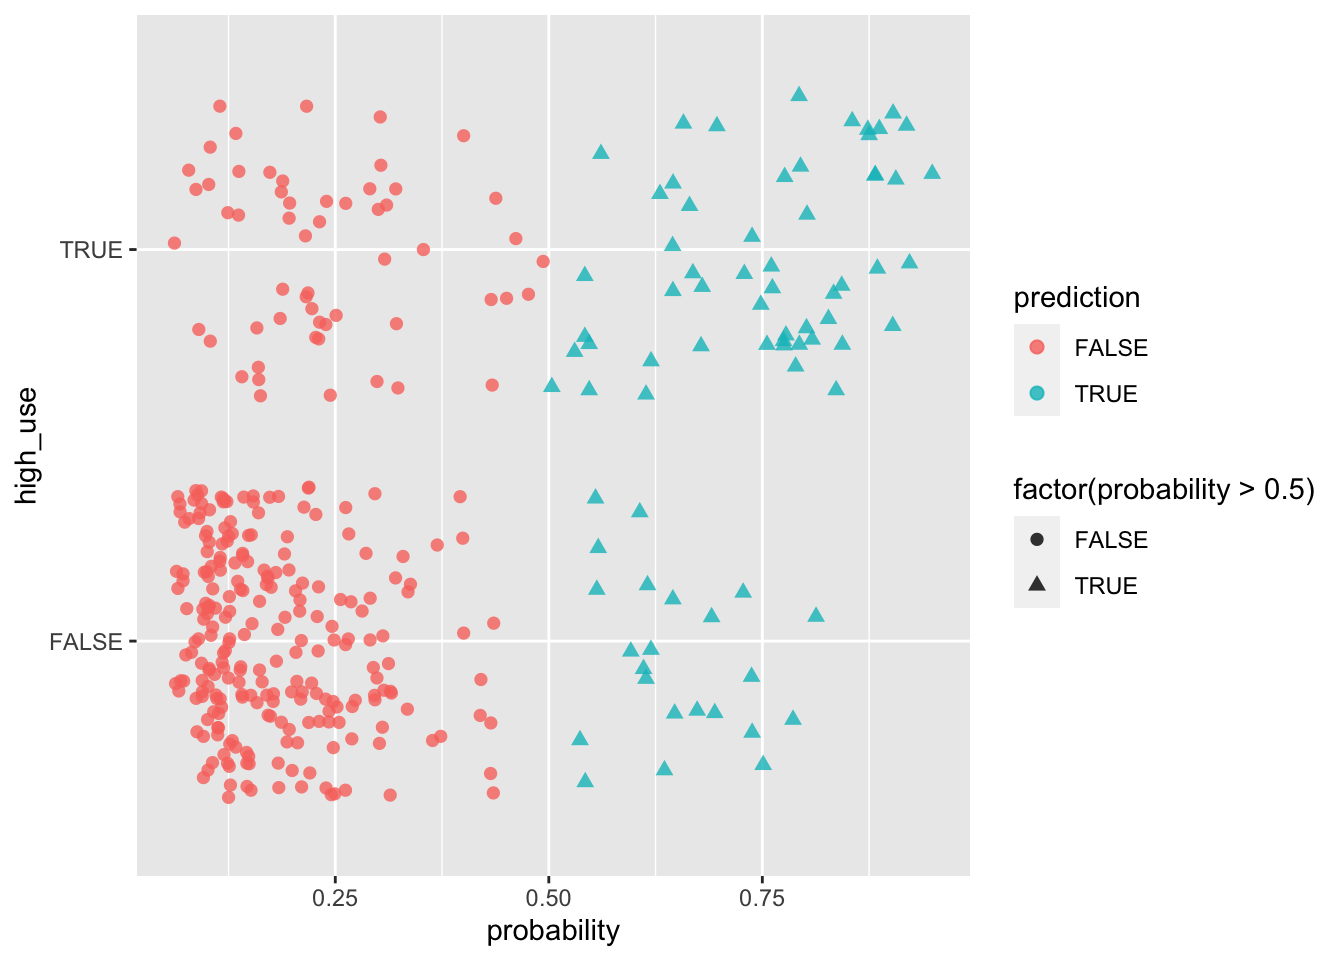 high_use
TRUE
FALSE
0.25
0.50
0.75
probability
prediction
FALSE
TRUE
factor(probability > 0.5)
FALSE
TRUE